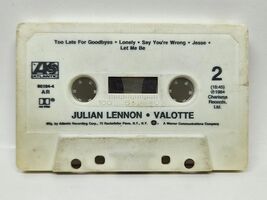 Too Late For Goodbyes • Lonely • Say You're Wrong • Jesse •
Let Me Be
ATLANTIC
80184-4
AR
2
(18:45)
℗1984
Charisma
Records,
Ltd.
JULIAN LENNON • VALOTTE
Mfg. by Atlantic Recording Corp., 75 Rockefeller Plaza, N.Y., N.Y. A Warner Communications Company